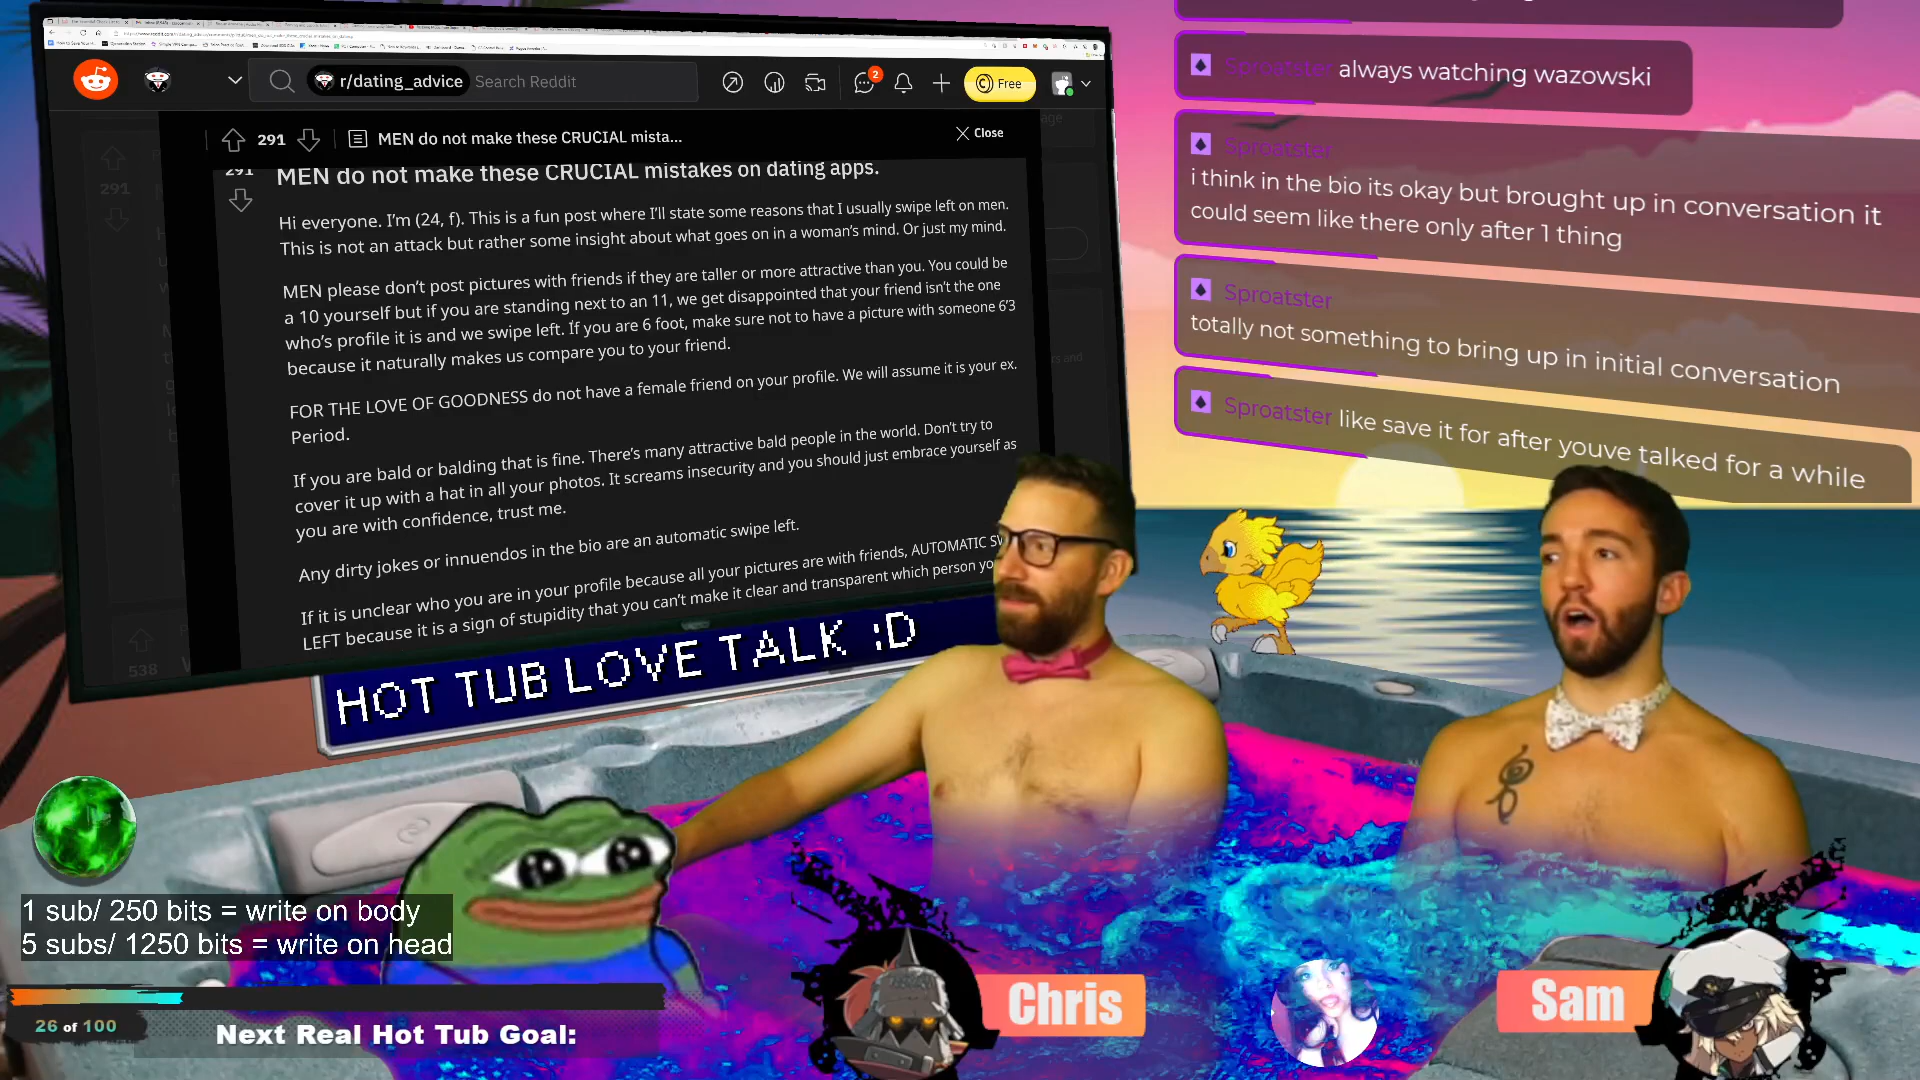 r/dating_advice Search Reddit
2
Free
291
MEN do not make these CRUCIAL mista...
Close
291
MEN do not make these CRUCIAL mistakes on dating apps.
Hi everyone. I'm (24, f). This is a fun post where I'll state some reasons that I usually swipe left on men.
This is not an attack but rather some insight about what goes on in a woman's mind. Or just my mind.
MEN please don't post pictures with friends if they are taller or more attractive than you. You could be
a 10 yourself but if you are standing next to an 11, we get disappointed that your friend isn't the one
who's profile it is and we swipe left. If you are 6 foot, make sure not to have a picture with someone 6'3
because it naturally makes us compare you to your friend.
FOR THE LOVE OF GOODNESS do not have a female friend on your profile. We will assume it is your ex.
Period.
If you are bald or balding that is fine. There's many attractive bald people in the world. Don't try to
cover it up with a hat in all your photos. It screams insecurity and you should just embrace yourself as
you are with confidence, trust me.
Any dirty jokes or innuendos in the bio are an automatic swipe left.
If it is unclear who you are in your profile because all your pictures are with friends, AUTOMATIC
LEFT because it is a sign of stupidity that you can't make it clear and transparent which person
291
538
HOT TUB LOVE TALK :D
Sproatster always watching wazowski
Sproatster
i think in the bio its okay but brought up in conversation it
could seem like there only after 1 thing
Sproatster
totally not something to bring up in initial conversation
Sproatster like save it for after youve talked for a while
1 sub/ 250 bits = write on body
5 subs/ 1250 bits = write on head
26 of 100
Next Real Hot Tub Goal:
Chris
Sam